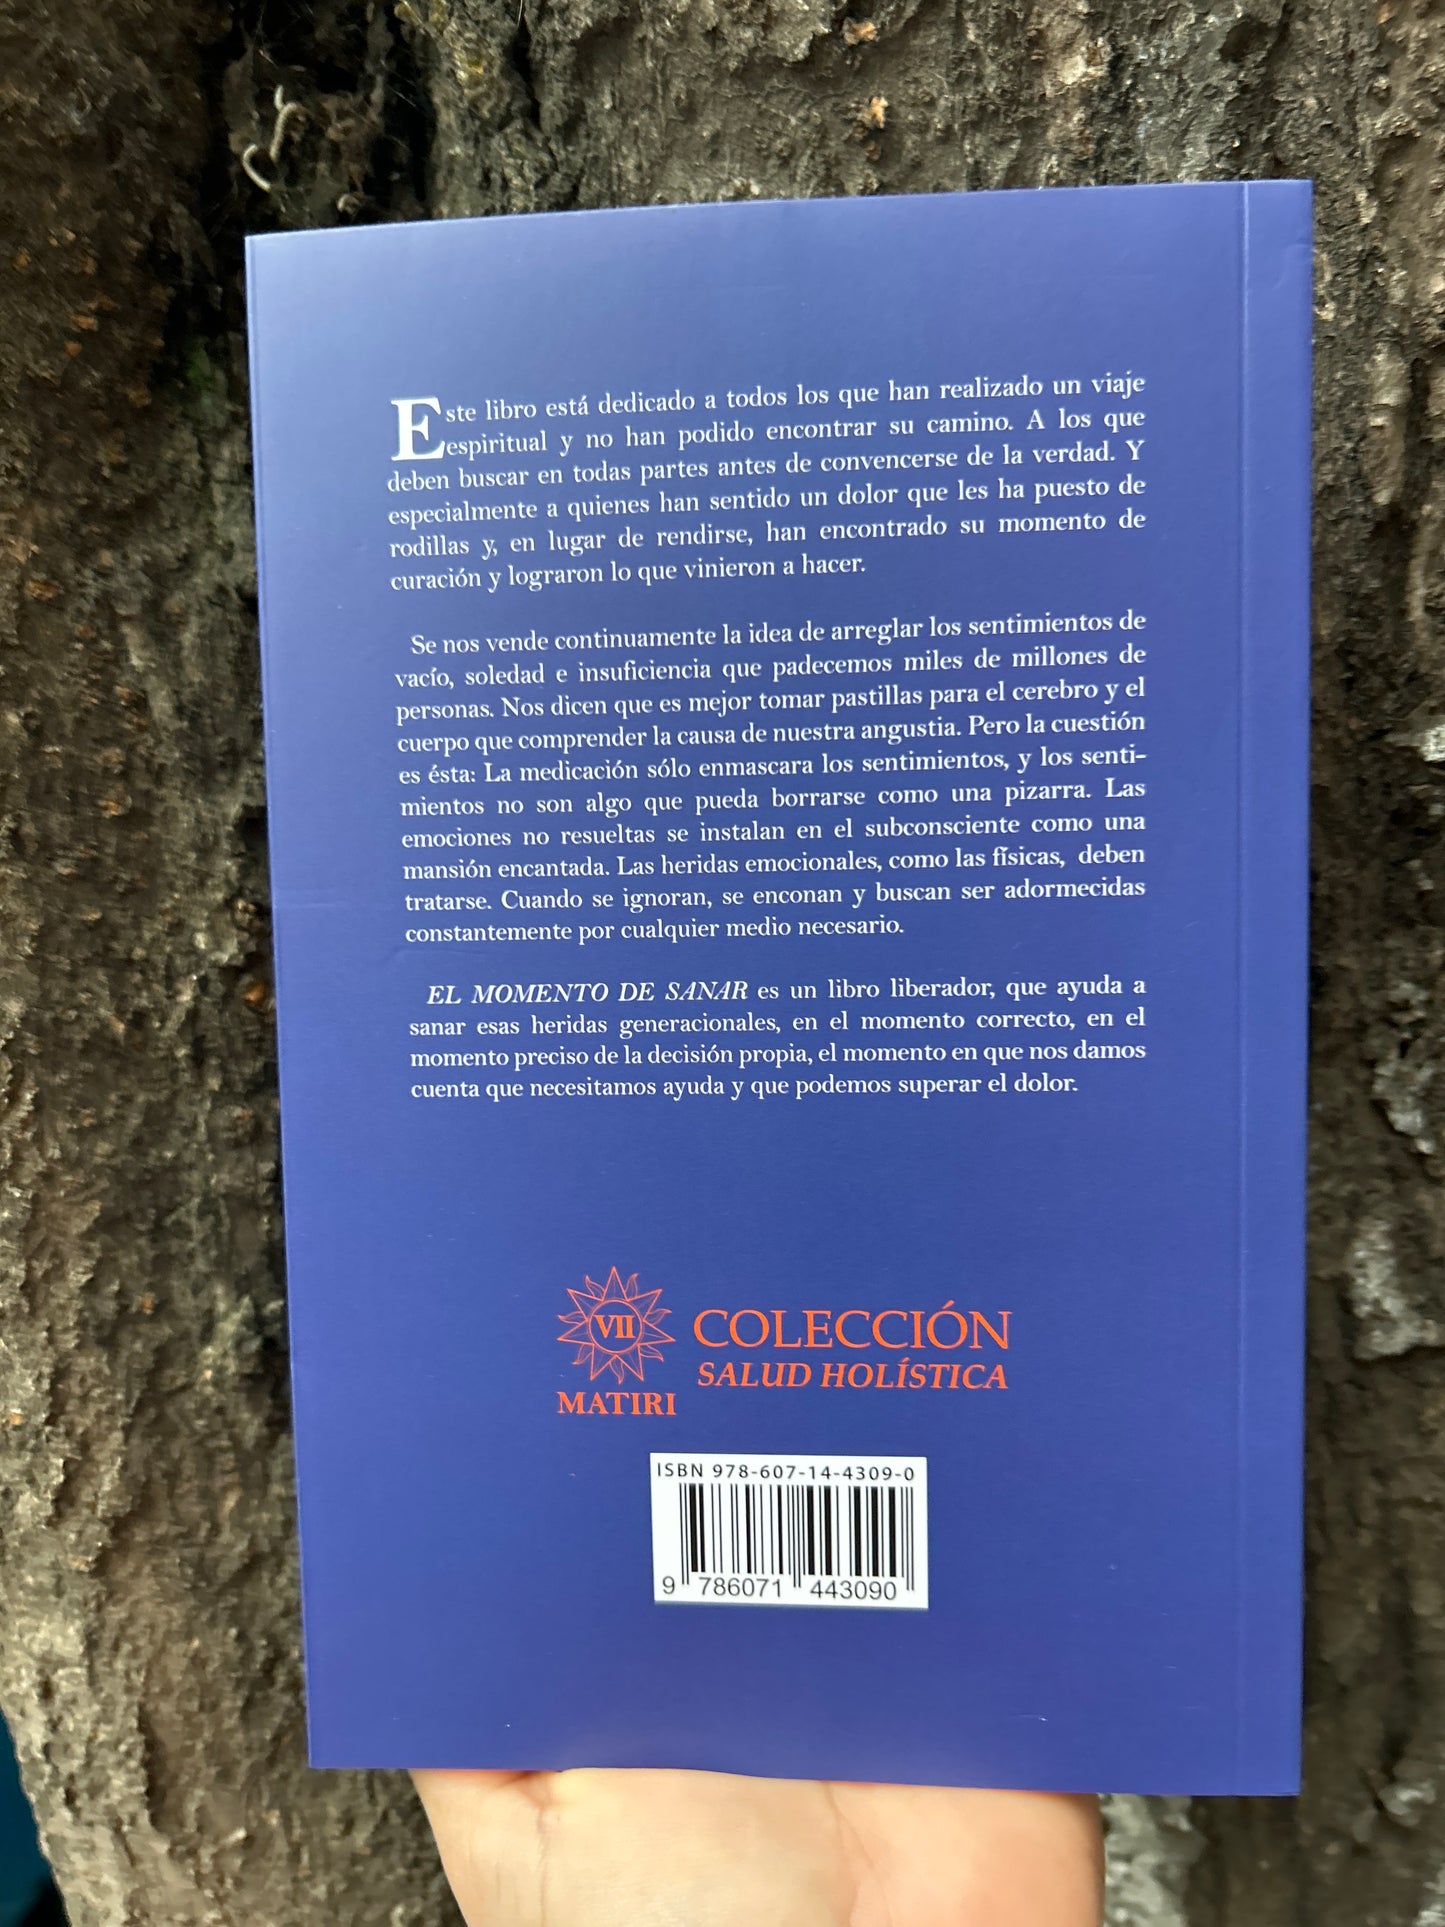 Este libro está dedicado a todos los que han realizado un viaje
espiritual y no han podido encontrar su camino. A los que
deben buscar en todas partes antes de convencerse de la verdad. Y
especialmente a quienes han sentido un dolor que les ha puesto de
rodillas y, en lugar de rendirse, han encontrado su momento de
curación y lograron lo que vinieron a hacer.
Se nos vende continuamente la idea de arreglar los sentimientos de
vacío, soledad e insuficiencia que padecemos miles de millones de
personas. Nos dicen que es mejor tomar pastillas para el cerebro y el
cuerpo que comprender la causa de nuestra angustia. Pero la cuestión
es ésta: La medicación sólo enmascara los sentimientos, y los senti-
mientos no son algo que pueda borrarse como una pizarra. Las
emociones no resueltas se instalan en el subconsciente como una
mansión encantada. Las heridas emocionales, como las físicas, deben
tratarse. Cuando se ignoran, se enconan y buscan ser adormecidas
constantemente por cualquier medio necesario.
EL MOMENTO DE SANAR es un libro liberador, que ayuda a
sanar esas heridas generacionales, en el momento correcto, en el
momento preciso de la decisión propia, el momento en que nos damos
cuenta que necesitamos ayuda y que podemos superar el dolor.
VII
MATIRI
COLECCIÓN
SALUD HOLÍSTICA
ISBN 978-607-14-4309-0
9 786071 443090